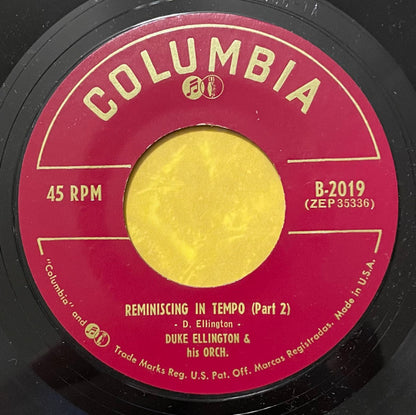 COLUMBIA
45 RPM
B-2019
(ZEP 35336)
REMINISCING IN TEMPO (Part 2)
- D. Ellington -
DUKE ELLINGTON &
his ORCH.
"Columbia" and Trade Marks Reg. U.S. Pat. Off. Marcas Registradas. Made in U.S.A.